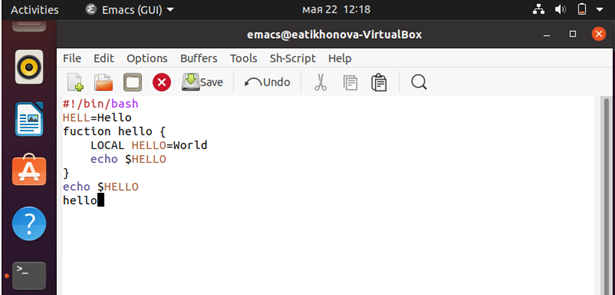 Activities Emacs (GUI) мая 22 12:18
emacs@eatikhonova-VirtualBox
File Edit Options Buffers Tools Sh-Script Help
Save Undo
#!/bin/bash
HELL=Hello
fuction hello {
    LOCAL HELLO=World
    echo $HELLO
}
echo $HELLO
hello